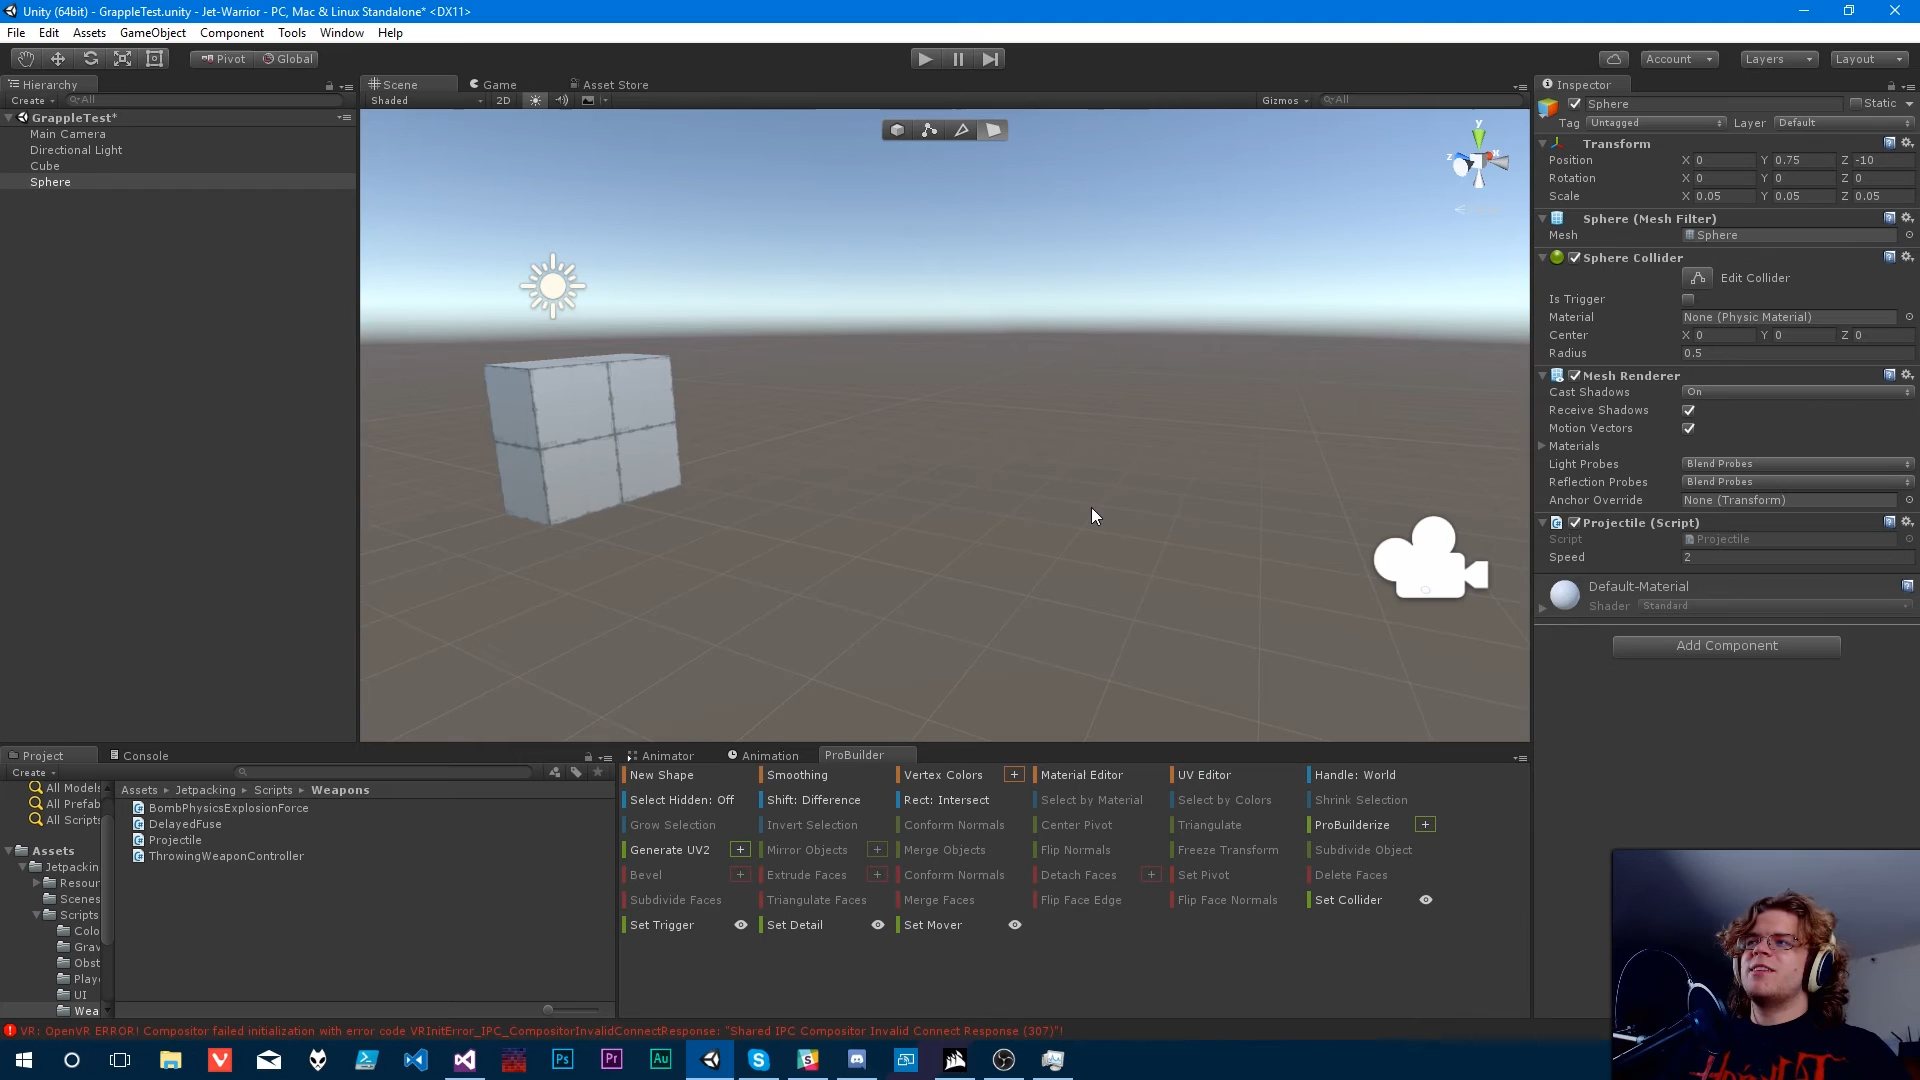 Unity (64bit) - GrappleTest.unity - Jet-Warrior - PC, Mac & Linux Standalone* <DX11>
File Edit Assets GameObject Component Tools Window Help
Pivot Global Account Layers Layout
Hierarchy Scene Game Asset Store Inspector
Create All Shaded 2D Gizmos All Sphere Static
GrappleTest*
Main Camera
Directional Light
Cube
Sphere
y
z x
Tag Untagged Layer Default
Transform
Position X 0 Y 0.75 Z -10
Rotation X 0 Y 0 Z 0
Scale X 0.05 Y 0.05 Z 0.05
Sphere (Mesh Filter)
Mesh Sphere
Sphere Collider
Edit Collider
Is Trigger
Material None (Physic Material)
Center X 0 Y 0 Z 0
Radius 0.5
Mesh Renderer
Cast Shadows On
Receive Shadows
Motion Vectors
Materials
Light Probes Blend Probes
Reflection Probes Blend Probes
Anchor Override None (Transform)
Projectile (Script)
Script Projectile
Speed 2
Default-Material
Shader Standard
Add Component
Project Console
Create
All Models
All Prefab
All Scripts
Assets
Jetpackin
Resour
Scenes
Scripts
Colo
Grav
Obst
Playe
UI
Wea
Assets Jetpacking Scripts Weapons
BombPhysicsExplosionForce
DelayedFuse
Projectile
ThrowingWeaponController
Animator Animation ProBuilder
New Shape Smoothing Vertex Colors + Material Editor UV Editor Handle: World
Select Hidden: Off Shift: Difference Rect: Intersect Select by Material Select by Colors Shrink Selection
Grow Selection Invert Selection Conform Normals Center Pivot Triangulate ProBuilderize +
Generate UV2 + Mirror Objects + Merge Objects Flip Normals Freeze Transform Subdivide Object
Bevel + Extrude Faces + Conform Normals Detach Faces + Set Pivot Delete Faces
Subdivide Faces Triangulate Faces Merge Faces Flip Face Edge Flip Face Normals Set Collider
Set Trigger Set Detail Set Mover
VR: OpenVR ERROR! Compositor failed initialization with error code VRInitError_IPC_CompositorInvalidConnectResponse: "Shared IPC Compositor Invalid Connect Response (307)"!
Ps Pr Au